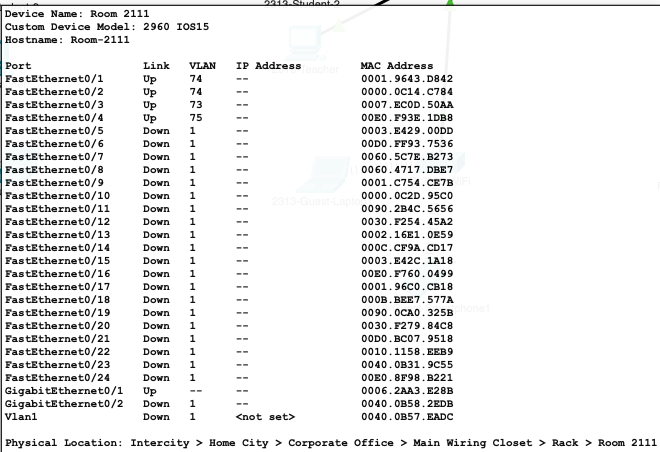 2313-Student-2
Device Name: Room 2111
Custom Device Model: 2960 IOS15
Hostname: Room-2111
Port Link VLAN IP Address MAC Address
FastEthernet0/1 Up 74 -- 0001.9643.D842
FastEthernet0/2 Up 74 -- 0000.0C14.C784
FastEthernet0/3 Up 73 -- 0007.EC0D.50AA
FastEthernet0/4 Up 75 -- 00E0.F93E.1DB8
FastEthernet0/5 Down 1 -- 0003.E429.00DD
FastEthernet0/6 Down 1 -- 00D0.FF93.7536
FastEthernet0/7 Down 1 -- 0060.5C7E.B273
FastEthernet0/8 Down 1 -- 0060.4717.DBE7
FastEthernet0/9 Down 1 -- 0001.C754.CE7B
FastEthernet0/10 Down 1 -- 0000.0C2D.95C0
FastEthernet0/11 Down 1 -- 0090.2B4C.5656
FastEthernet0/12 Down 1 -- 0030.F254.45A2
FastEthernet0/13 Down 1 -- 0002.16E1.0E59
FastEthernet0/14 Down 1 -- 000C.CF9A.CD17
FastEthernet0/15 Down 1 -- 0003.E42C.1A18
FastEthernet0/16 Down 1 -- 00E0.F760.0499
FastEthernet0/17 Down 1 -- 0001.96C0.CB18
FastEthernet0/18 Down 1 -- 000B.BEE7.577A
FastEthernet0/19 Down 1 -- 0090.0CA0.325B
FastEthernet0/20 Down 1 -- 0030.F279.84C8
FastEthernet0/21 Down 1 -- 00D0.BC07.9518
FastEthernet0/22 Down 1 -- 0010.1158.EEB9
FastEthernet0/23 Down 1 -- 0040.0B31.9C55
FastEthernet0/24 Down 1 -- 00E0.8F98.B221
GigabitEthernet0/1 Up -- -- 0006.2AA3.E28B
GigabitEthernet0/2 Down 1 -- 0040.0B58.2EDB
Vlan1 Down 1 <not set> 0040.0B57.EADC
Physical Location: Intercity > Home City > Corporate Office > Main Wiring Closet > Rack > Room 2111